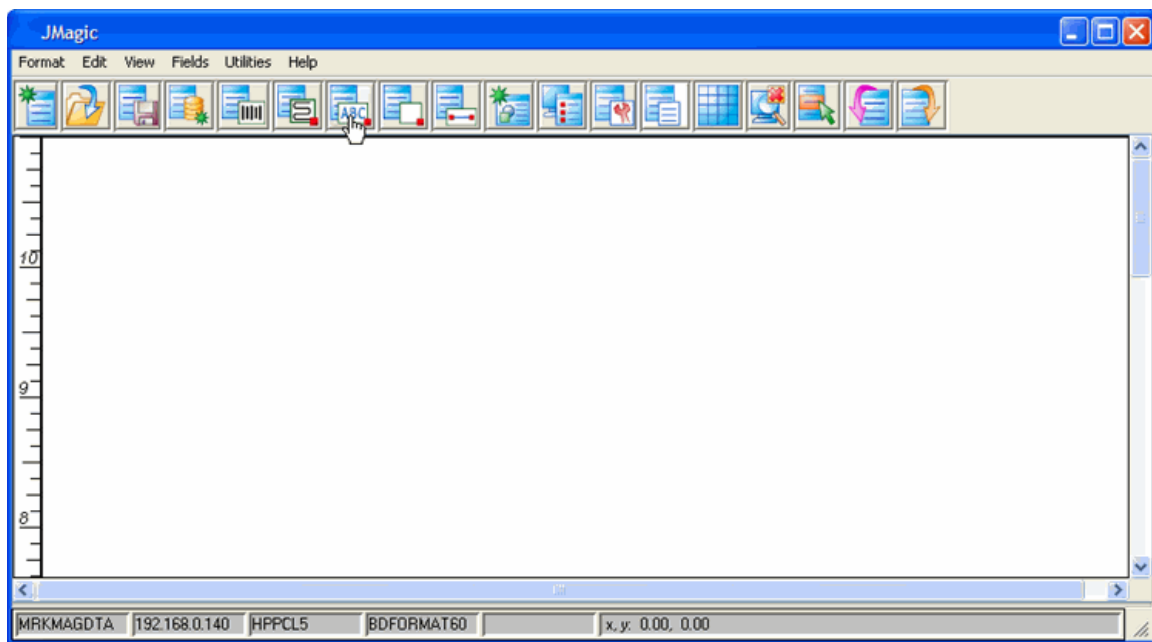 JMagic
Format Edit View Fields Utilities Help
ABC
10
9
8
MRKMAGDTA 192.168.0.140 HPPCL5 BDFORMAT60 x, y: 0.00, 0.00